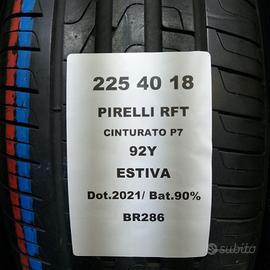 225 40 18
PIRELLI RFT
CINTURATO P7
92Y
ESTIVA
Dot.2021/ Bat.90%
BR286
subito